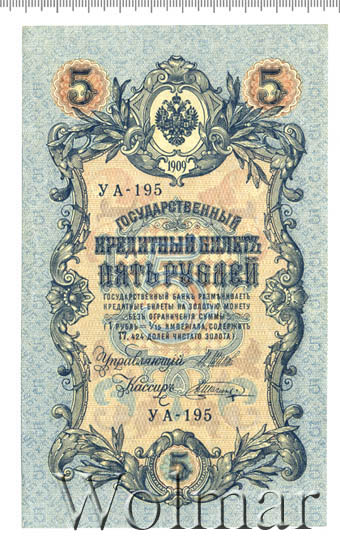 5 5
1909
УА-195
ГОСУДАРСТВЕННЫЙ
КРЕДИТНЫЙ БИЛЕТЪ
ПЯТЬ РУБЛЕЙ
ГОСУДАРСТВЕННЫЙ БАНКЪ РАЗМѢНИВАЕТЪ
КРЕДИТНЫЕ БИЛЕТЫ НА ЗОЛОТУЮ МОНЕТУ
БЕЗЪ ОГРАНИЧЕНІЯ СУММЫ
(1 РУБЛЬ = 1/15 ИМПЕРІАЛА, СОДЕРЖИТЪ
17,424 ДОЛЕЙ ЧИСТАГО ЗОЛОТА)
Управляющій
Кассиръ
УА-195
5
Wolmar